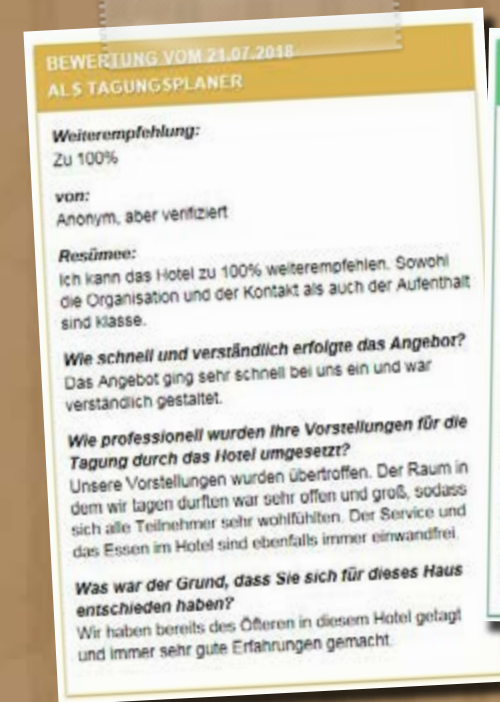 BEWERTUNG VOM 21.07.2018
ALS TAGUNGSPLANER
Weiterempfehlung:
Zu 100%
von:
Anonym, aber verifiziert
Resümee:
Ich kann das Hotel zu 100% weiterempfehlen. Sowohl
die Organisation und der Kontakt als auch der Aufenthalt
sind klasse.
Wie schnell und verständlich erfolgte das Angebot?
Das Angebot ging sehr schnell bei uns ein und war
verständlich gestaltet.
Wie professionell wurden Ihre Vorstellungen für die
Tagung durch das Hotel umgesetzt?
Unsere Vorstellungen wurden übertroffen. Der Raum in
dem wir tagen durften war sehr offen und groß, sodass
sich alle Teilnehmer sehr wohlfühlten. Der Service und
das Essen im Hotel sind ebenfalls immer einwandfrei.
Was war der Grund, dass Sie sich für dieses Haus
entschieden haben?
Wir haben bereits des Öfteren in diesem Hotel getagt
und immer sehr gute Erfahrungen gemacht.